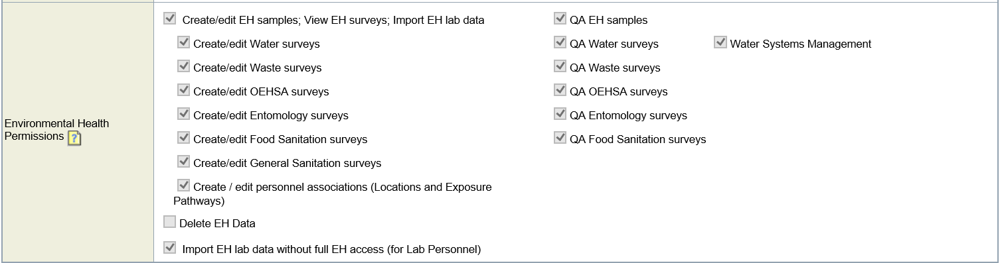 Create/edit EH samples; View EH surveys; Import EH lab data QA EH samples
Create/edit Water surveys QA Water surveys Water Systems Management
Create/edit Waste surveys QA Waste surveys
Create/edit OEHSA surveys QA OEHSA surveys
Create/edit Entomology surveys QA Entomology surveys
Environmental Health
Permissions ?
Create/edit Food Sanitation surveys QA Food Sanitation surveys
Create/edit General Sanitation surveys
Create / edit personnel associations (Locations and Exposure
Pathways)
Delete EH Data
Import EH lab data without full EH access (for Lab Personnel)